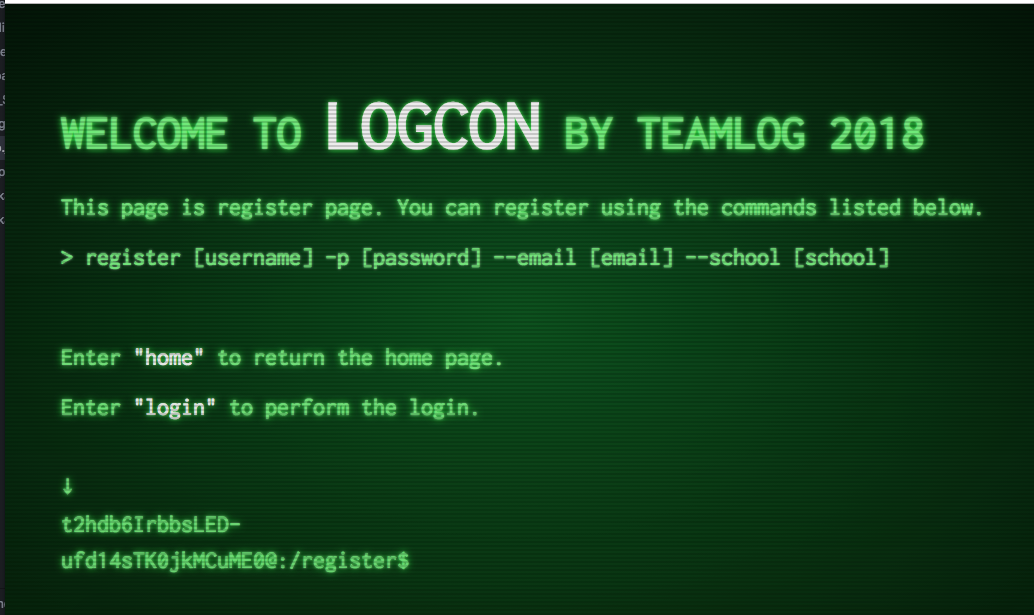 WELCOME TO LOGCON BY TEAMLOG 2018
This page is register page. You can register using the commands listed below.
> register [username] -p [password] --email [email] --school [school]
Enter "home" to return the home page.
Enter "login" to perform the login.
↓
t2hdb6IrbbsLED-
ufd14sTK0jkMCuME0@:/register$